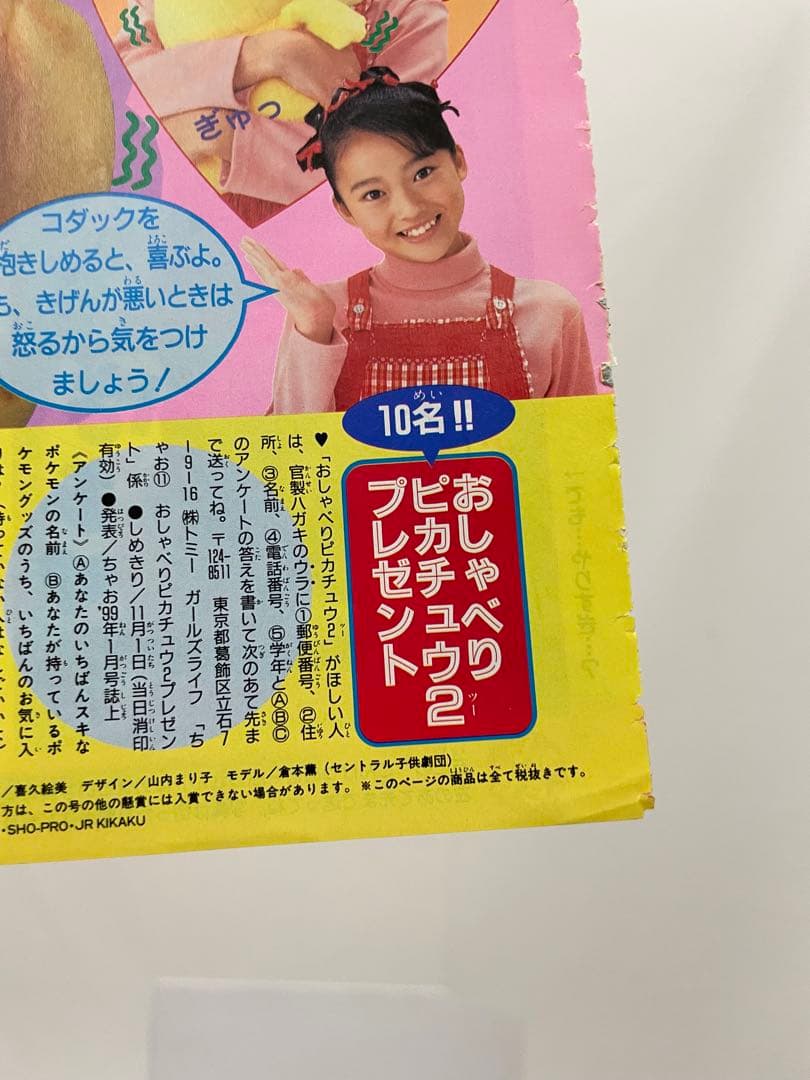 ぎゅっ
コダックを
抱きしめると、喜ぶよ。
ち、きげんが悪いときは
怒るから気をつけ
ましょう!
10名!!
おしゃべり
ピカチュウ2
プレゼント
♥「おしゃべりピカチュウ2」がほしい人
は、官製ハガキのウラに①郵便番号、②住
所、③名前、④電話番号、⑤学年とⒶⒷⒸ
のアンケートの答えを書いて次のあて先ま
で送ってね。〒124-8511 東京都葛飾区立石7
ー9ー16 ㈱トミー ガールズライフ 「ち
ゃお⑪ おしゃべりピカチュウ2プレゼン
ト」係 ●しめきり/11月1日(当日消印
有効) ●発表/ちゃお'99年1月号誌上
《アンケート》Ⓐあなたのいちばんスキな
ポケモンの名前 Ⓑあなたが持っているポ
ケモングッズのうち、いちばんのお気に入
/喜久絵美 デザイン/山内まり子 モデル/倉本薫(セントラル子供劇団)
方は、この号の他の懸賞には入賞できない場合があります。 ※このページの商品は全て税抜きです。
・SHO-PRO・JR KIKAKU